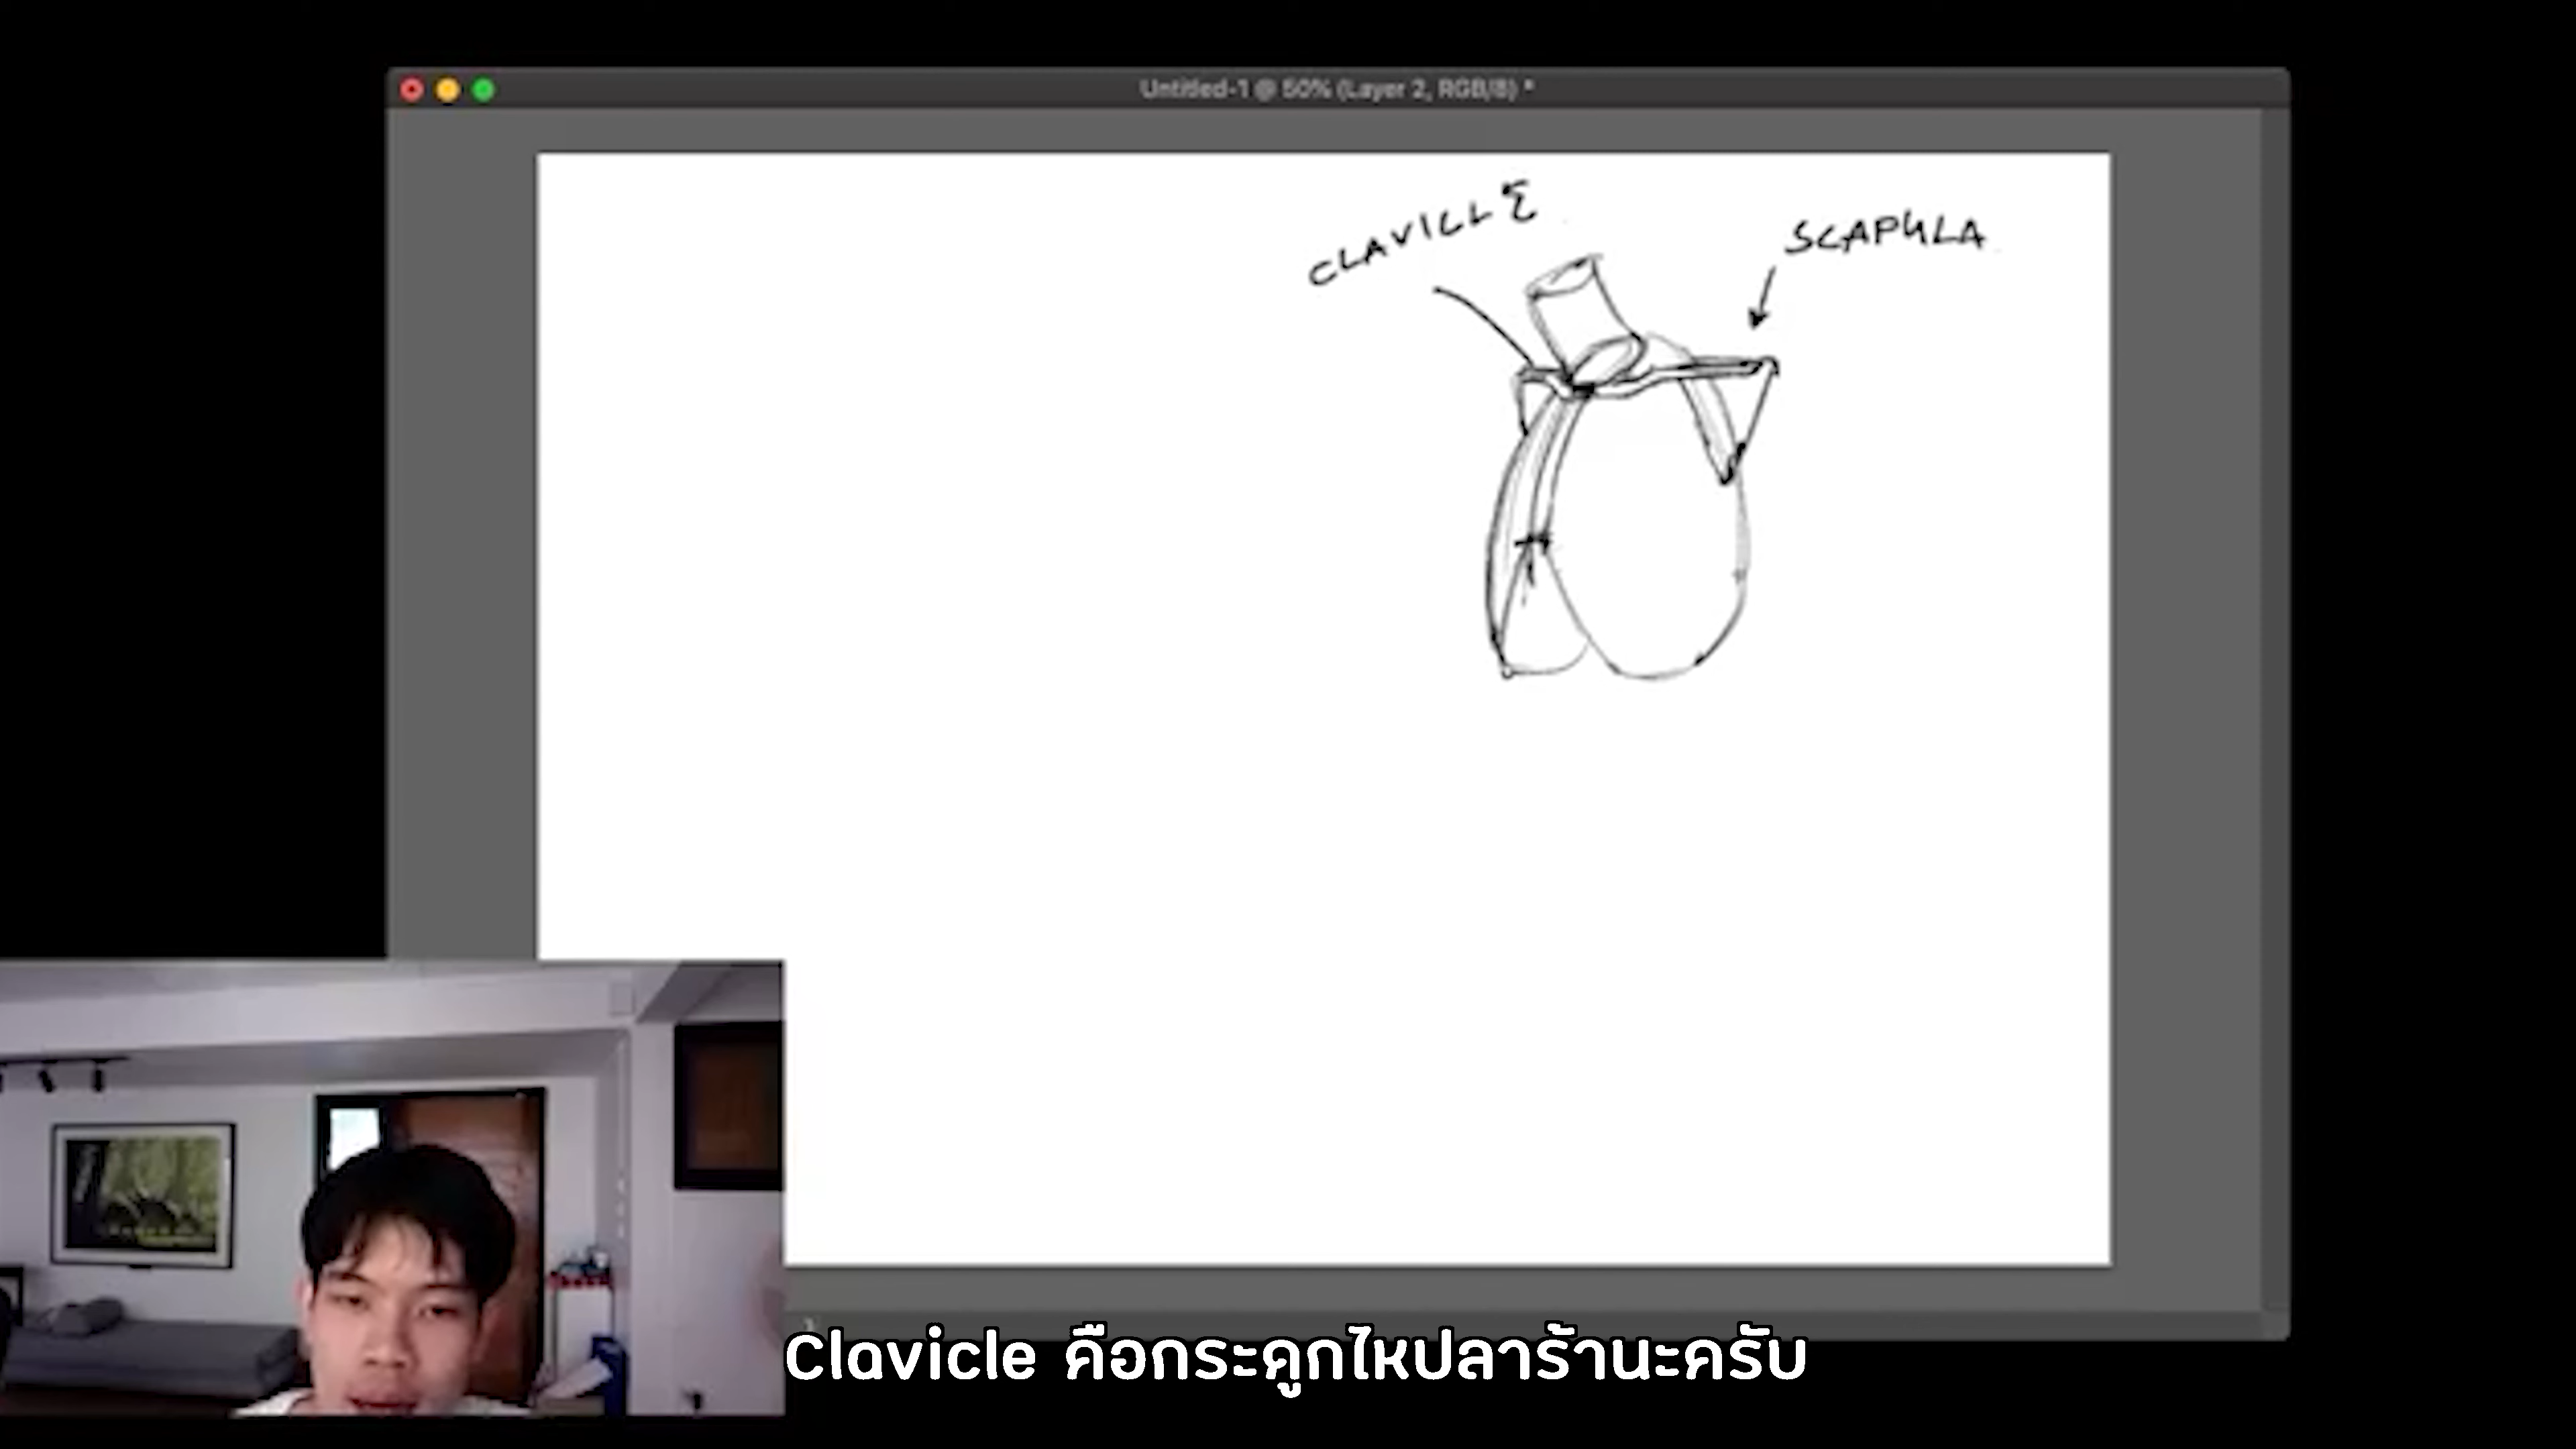 Untitled-1 @ 50% (Layer 2, RGB/8) *
CLAVICLE
SCAPULA
Clavicle คือกระดูกไหปลาร้านะครับ